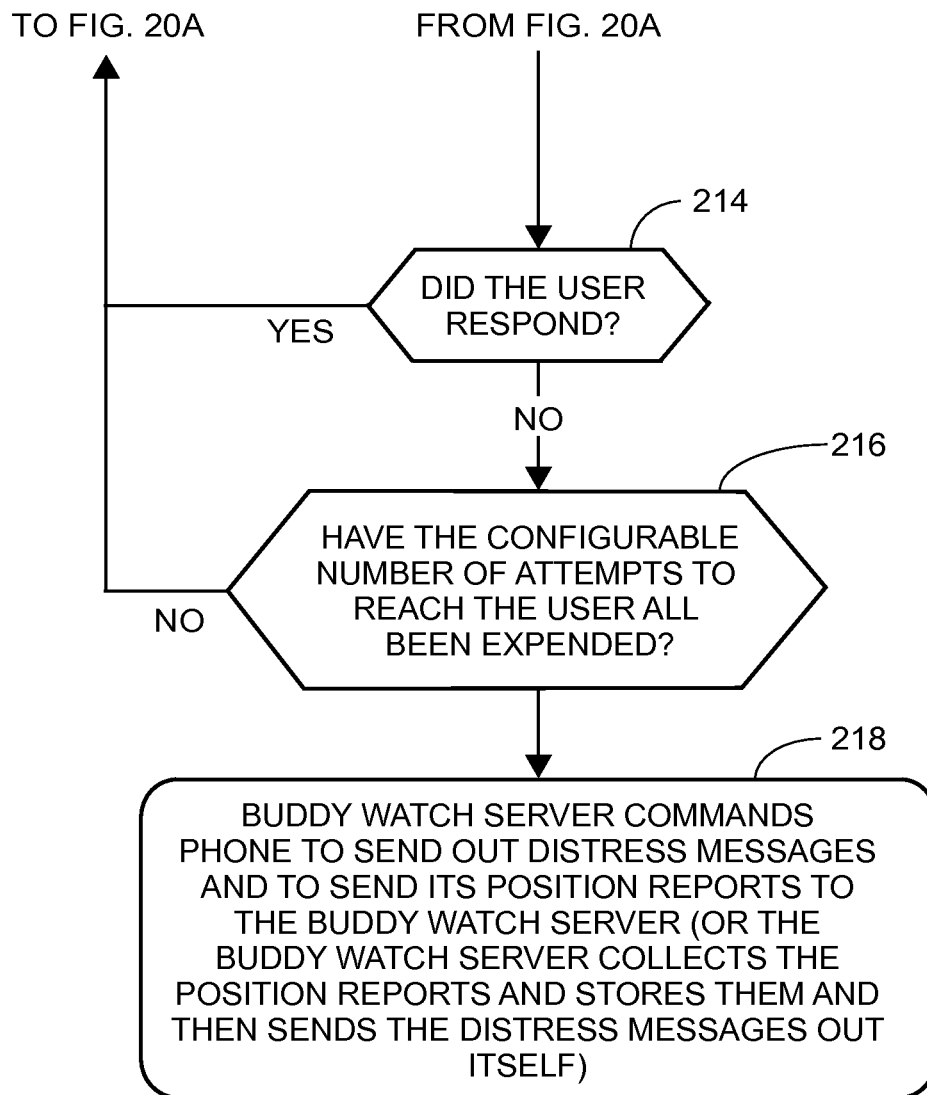 TO FIG. 20A
FROM FIG. 20A
214
DID THE USER
RESPOND?
YES
NO
216
HAVE THE CONFIGURABLE
NUMBER OF ATTEMPTS TO
REACH THE USER ALL
BEEN EXPENDED?
NO
218
BUDDY WATCH SERVER COMMANDS
PHONE TO SEND OUT DISTRESS MESSAGES
AND TO SEND ITS POSITION REPORTS TO
THE BUDDY WATCH SERVER (OR THE
BUDDY WATCH SERVER COLLECTS THE
POSITION REPORTS AND STORES THEM AND
THEN SENDS THE DISTRESS MESSAGES OUT
ITSELF)